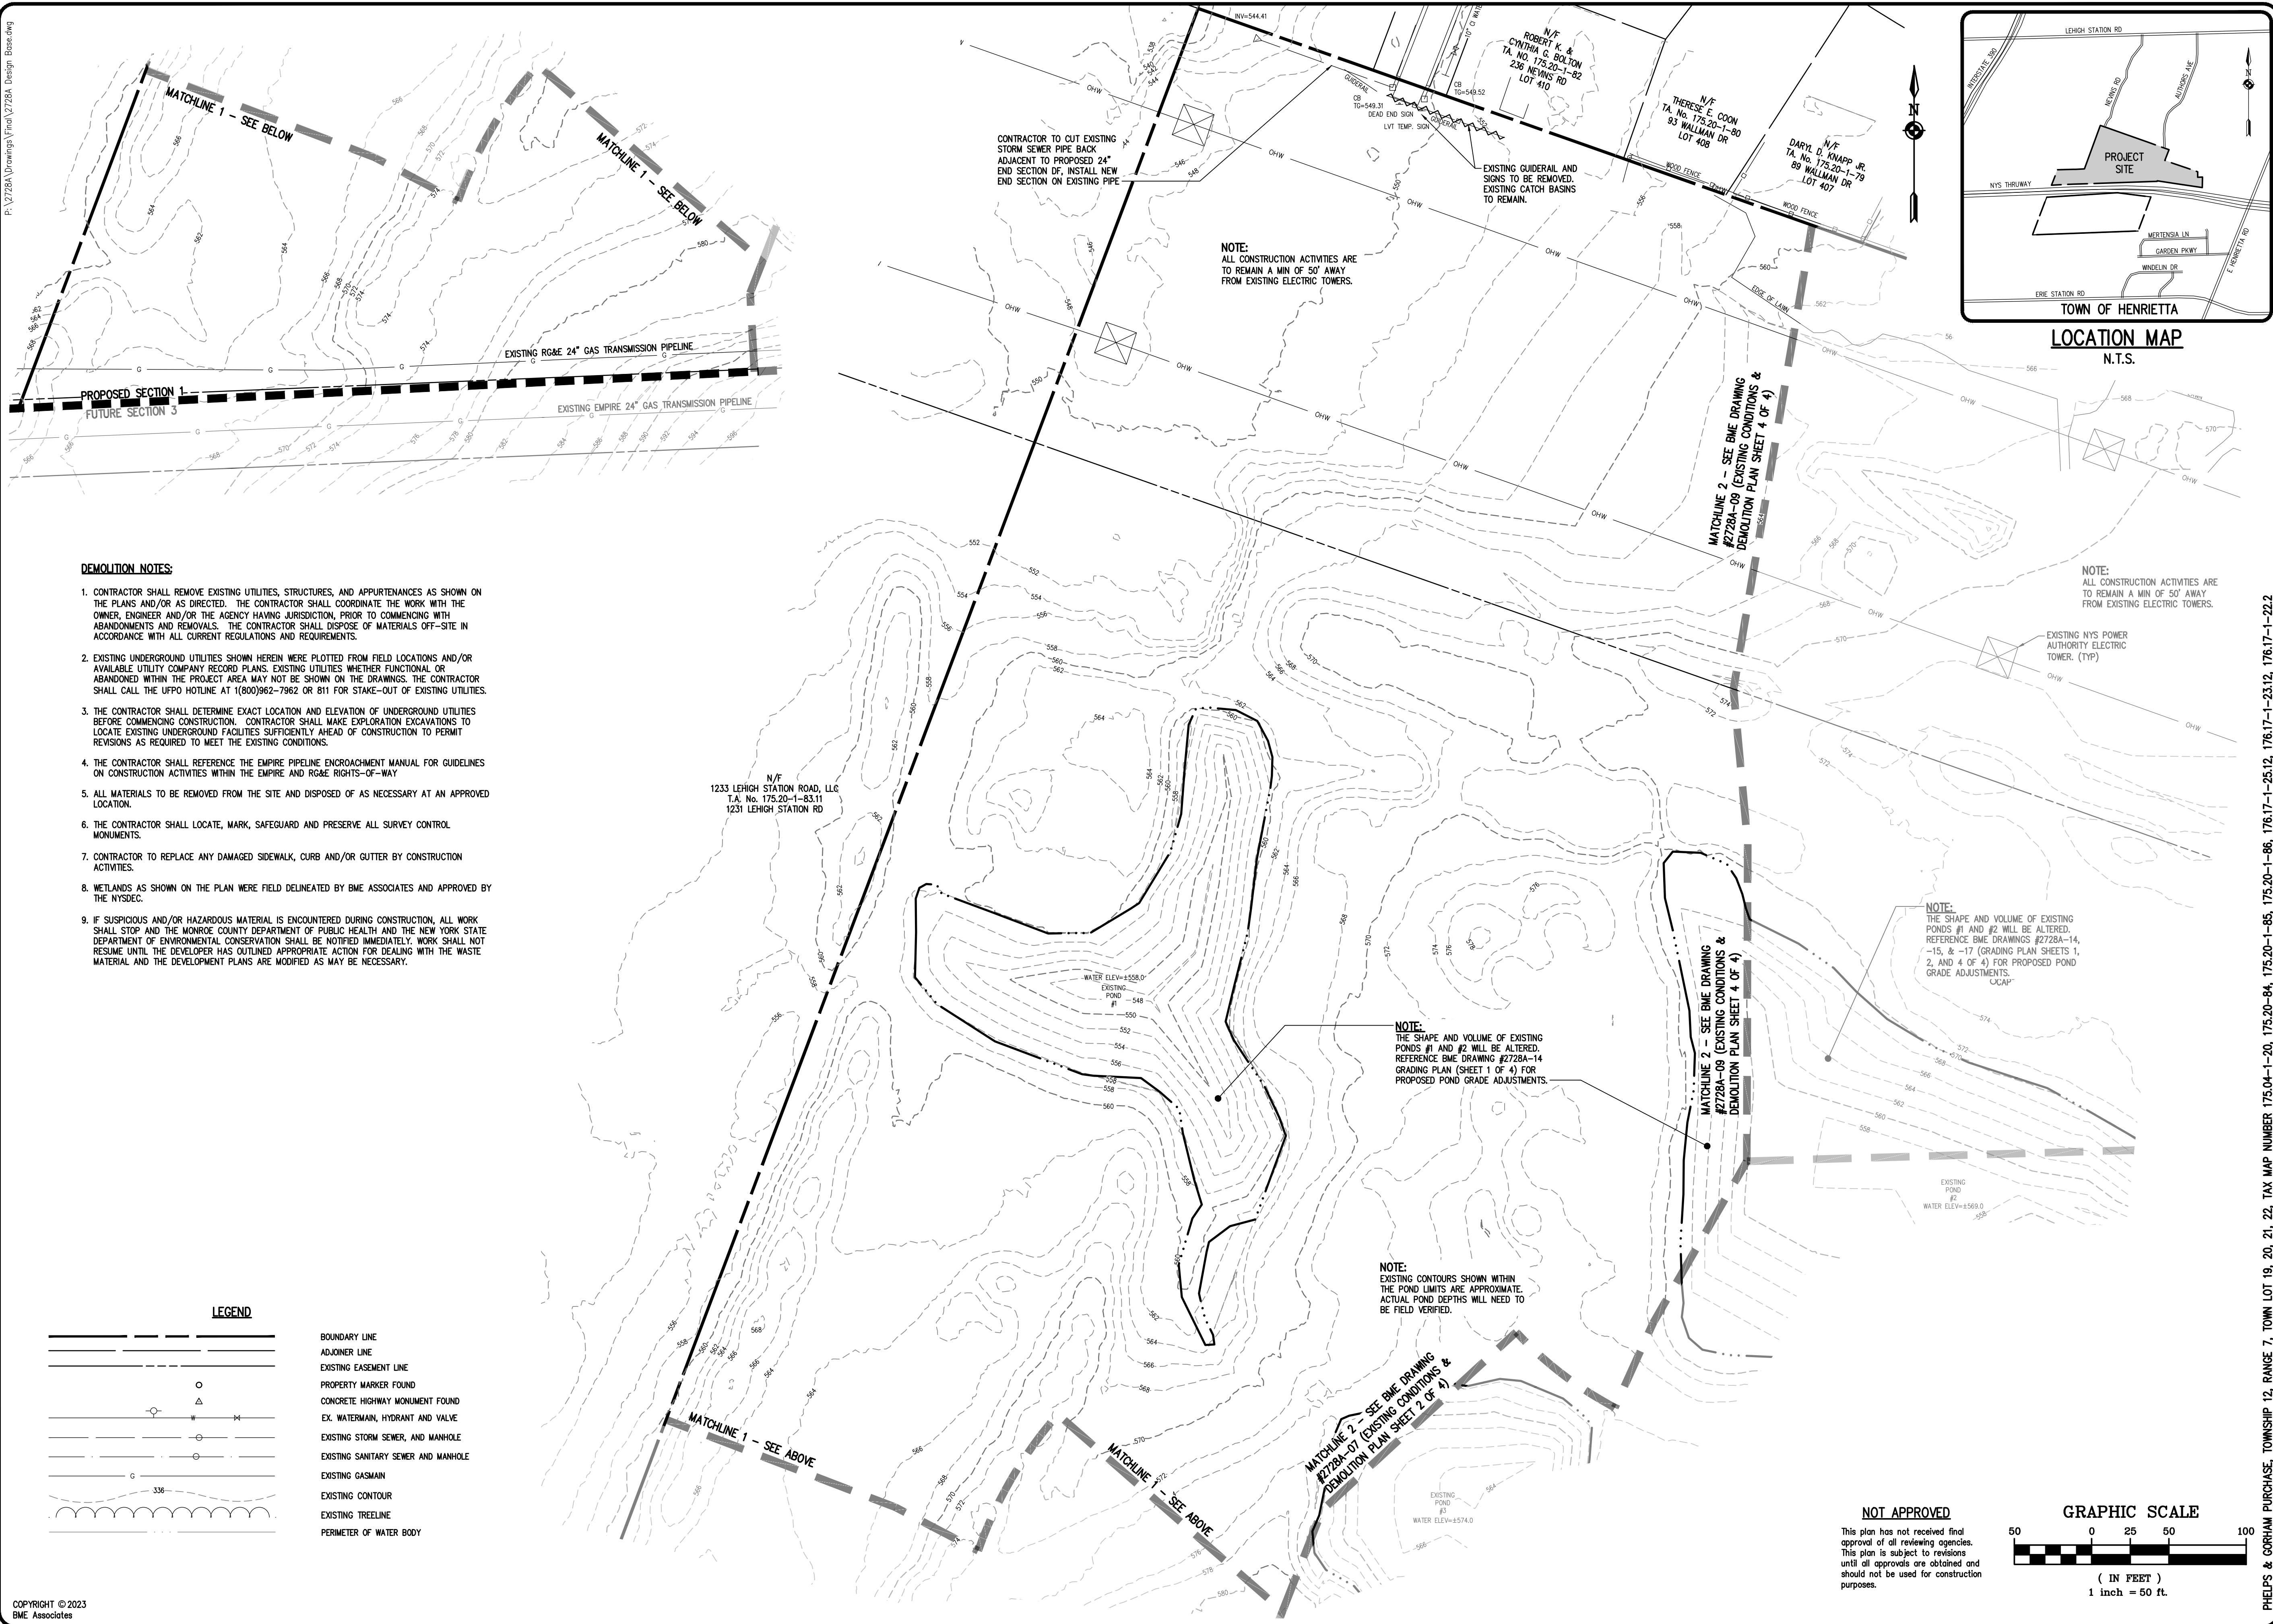 P:\2728A\Drawings\Final\2728A Design Base.dwg
MATCHLINE 1 - SEE BELOW
MATCHLINE 1 - SEE BELOW
EXISTING RG&E 24" GAS TRANSMISSION PIPELINE
PROPOSED SECTION 1
FUTURE SECTION 3
EXISTING EMPIRE 24" GAS TRANSMISSION PIPELINE
INV=544.41
CONTRACTOR TO CUT EXISTING
STORM SEWER PIPE BACK
ADJACENT TO PROPOSED 24"
END SECTION DF, INSTALL NEW
END SECTION ON EXISTING PIPE
GUIDERAIL
CB
TG=549.31
DEAD END SIGN
LVT TEMP. SIGN
GUIDERAIL
CB
TG=549.52
N/F
ROBERT K. &
CYNTHIA G. BOLTON
TA. NO. 175.20-1-82
236 NEVINS RD
LOT 410
N/F
THERESE E. COON
TA. No. 175.20-1-80
93 WALLMAN DR
LOT 408
N/F
DARYL D. KNAPP JR.
TA. No. 175.20-1-79
89 WALLMAN DR
LOT 407
WOOD FENCE
WOOD FENCE
EXISTING GUIDERAIL AND
SIGNS TO BE REMOVED.
EXISTING CATCH BASINS
TO REMAIN.
NOTE:
ALL CONSTRUCTION ACTIVITIES ARE
TO REMAIN A MIN OF 50' AWAY
FROM EXISTING ELECTRIC TOWERS.
EDGE OF LAWN
N
LEHIGH STATION RD
INTERSTATE 390
NEVINS RD
AUTHORS AVE
N
PROJECT
SITE
NYS THRUWAY
MERTENSIA LN
GARDEN PKWY
WINDELIN DR
E HENRIETTA RD
ERIE STATION RD
TOWN OF HENRIETTA
LOCATION MAP
N.T.S.
MATCHLINE 2 - SEE BME DRAWING
#2728A-09 (EXISTING CONDITIONS &
DEMOLITION PLAN SHEET 4 OF 4)
NOTE:
ALL CONSTRUCTION ACTIVITIES ARE
TO REMAIN A MIN OF 50' AWAY
FROM EXISTING ELECTRIC TOWERS.
EXISTING NYS POWER
AUTHORITY ELECTRIC
TOWER. (TYP)
DEMOLITION NOTES:
1. CONTRACTOR SHALL REMOVE EXISTING UTILITIES, STRUCTURES, AND APPURTENANCES AS SHOWN ON
THE PLANS AND/OR AS DIRECTED. THE CONTRACTOR SHALL COORDINATE THE WORK WITH THE
OWNER, ENGINEER AND/OR THE AGENCY HAVING JURISDICTION, PRIOR TO COMMENCING WITH
ABANDONMENTS AND REMOVALS. THE CONTRACTOR SHALL DISPOSE OF MATERIALS OFF-SITE IN
ACCORDANCE WITH ALL CURRENT REGULATIONS AND REQUIREMENTS.
2. EXISTING UNDERGROUND UTILITIES SHOWN HEREIN WERE PLOTTED FROM FIELD LOCATIONS AND/OR
AVAILABLE UTILITY COMPANY RECORD PLANS. EXISTING UTILITIES WHETHER FUNCTIONAL OR
ABANDONED WITHIN THE PROJECT AREA MAY NOT BE SHOWN ON THE DRAWINGS. THE CONTRACTOR
SHALL CALL THE UFPO HOTLINE AT 1(800)962-7962 OR 811 FOR STAKE-OUT OF EXISTING UTILITIES.
3. THE CONTRACTOR SHALL DETERMINE EXACT LOCATION AND ELEVATION OF UNDERGROUND UTILITIES
BEFORE COMMENCING CONSTRUCTION. CONTRACTOR SHALL MAKE EXPLORATION EXCAVATIONS TO
LOCATE EXISTING UNDERGROUND FACILITIES SUFFICIENTLY AHEAD OF CONSTRUCTION TO PERMIT
REVISIONS AS REQUIRED TO MEET THE EXISTING CONDITIONS.
4. THE CONTRACTOR SHALL REFERENCE THE EMPIRE PIPELINE ENCROACHMENT MANUAL FOR GUIDELINES
ON CONSTRUCTION ACTIVITIES WITHIN THE EMPIRE AND RG&E RIGHTS-OF-WAY
5. ALL MATERIALS TO BE REMOVED FROM THE SITE AND DISPOSED OF AS NECESSARY AT AN APPROVED
LOCATION.
6. THE CONTRACTOR SHALL LOCATE, MARK, SAFEGUARD AND PRESERVE ALL SURVEY CONTROL
MONUMENTS.
7. CONTRACTOR TO REPLACE ANY DAMAGED SIDEWALK, CURB AND/OR GUTTER BY CONSTRUCTION
ACTIVITIES.
8. WETLANDS AS SHOWN ON THE PLAN WERE FIELD DELINEATED BY BME ASSOCIATES AND APPROVED BY
THE NYSDEC.
9. IF SUSPICIOUS AND/OR HAZARDOUS MATERIAL IS ENCOUNTERED DURING CONSTRUCTION, ALL WORK
SHALL STOP AND THE MONROE COUNTY DEPARTMENT OF PUBLIC HEALTH AND THE NEW YORK STATE
DEPARTMENT OF ENVIRONMENTAL CONSERVATION SHALL BE NOTIFIED IMMEDIATELY. WORK SHALL NOT
RESUME UNTIL THE DEVELOPER HAS OUTLINED APPROPRIATE ACTION FOR DEALING WITH THE WASTE
MATERIAL AND THE DEVELOPMENT PLANS ARE MODIFIED AS MAY BE NECESSARY.
N/F
1233 LEHIGH STATION ROAD, LLC
T.A. No. 175.20-1-83.11
1231 LEHIGH STATION RD
WATER ELEV=±558.0
EXISTING
POND
#1
NOTE:
THE SHAPE AND VOLUME OF EXISTING
PONDS #1 AND #2 WILL BE ALTERED.
REFERENCE BME DRAWING #2728A-14
GRADING PLAN (SHEET 1 OF 4) FOR
PROPOSED POND GRADE ADJUSTMENTS.
MATCHLINE 2 - SEE BME DRAWING
#2728A-09 (EXISTING CONDITIONS &
DEMOLITION PLAN SHEET 4 OF 4)
NOTE:
THE SHAPE AND VOLUME OF EXISTING
PONDS #1 AND #2 WILL BE ALTERED.
REFERENCE BME DRAWINGS #2728A-14,
-15, & -17 (GRADING PLAN SHEETS 1,
2, AND 4 OF 4) FOR PROPOSED POND
GRADE ADJUSTMENTS.
EXISTING
POND
#2
WATER ELEV=±569.0
NOTE:
EXISTING CONTOURS SHOWN WITHIN
THE POND LIMITS ARE APPROXIMATE.
ACTUAL POND DEPTHS WILL NEED TO
BE FIELD VERIFIED.
MATCHLINE 2 - SEE BME DRAWING
#2728A-07 (EXISTING CONDITIONS &
DEMOLITION PLAN SHEET 2 OF 4)
EXISTING
POND
#3
WATER ELEV=±574.0
MATCHLINE 1 - SEE ABOVE
MATCHLINE 1 - SEE ABOVE
LEGEND
BOUNDARY LINE
ADJOINER LINE
EXISTING EASEMENT LINE
PROPERTY MARKER FOUND
CONCRETE HIGHWAY MONUMENT FOUND
EX. WATERMAIN, HYDRANT AND VALVE
EXISTING STORM SEWER, AND MANHOLE
EXISTING SANITARY SEWER AND MANHOLE
G EXISTING GASMAIN
336 EXISTING CONTOUR
EXISTING TREELINE
PERIMETER OF WATER BODY
COPYRIGHT © 2023
BME Associates
NOT APPROVED
This plan has not received final
approval of all reviewing agencies.
This plan is subject to revisions
until all approvals are obtained and
should not be used for construction
purposes.
GRAPHIC SCALE
50 0 25 50 100
( IN FEET )
1 inch = 50 ft.
PHELPS & GORHAM PURCHASE, TOWNSHIP 12, RANGE 7, TOWN LOT 19, 20, 21, 22, TAX MAP NUMBER 175.04-1-20, 175.20-84, 175.20-1-85, 175.20-1-86, 176.17-1-25.12, 176.17-1-23.12, 176.17-1-22.2